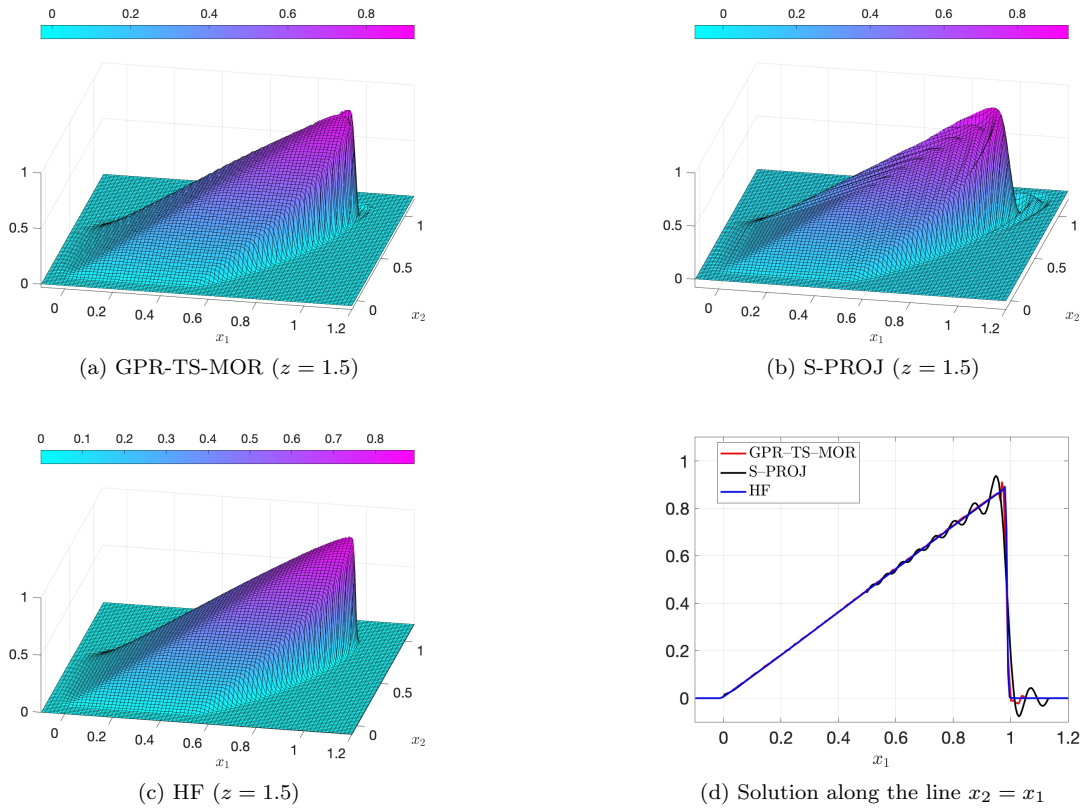 0 0.2 0.4 0.6 0.8
1
0.5
0
0 0.2 0.4 0.6 0.8 1 1.2
x₁
0 0.5 1
x₂
(a) GPR-TS-MOR (z = 1.5)
0 0.2 0.4 0.6 0.8
1
0.5
0
0 0.2 0.4 0.6 0.8 1 1.2
x₁
0 0.5 1
x₂
(b) S-PROJ (z = 1.5)
0 0.1 0.2 0.3 0.4 0.5 0.6 0.7 0.8
1
0.5
0
0 0.2 0.4 0.6 0.8 1 1.2
x₁
0 0.5 1
x₂
(c) HF (z = 1.5)
GPR–TS–MOR
S–PROJ
HF
1
0.8
0.6
0.4
0.2
0
0 0.2 0.4 0.6 0.8 1 1.2
x₁
(d) Solution along the line x₂ = x₁